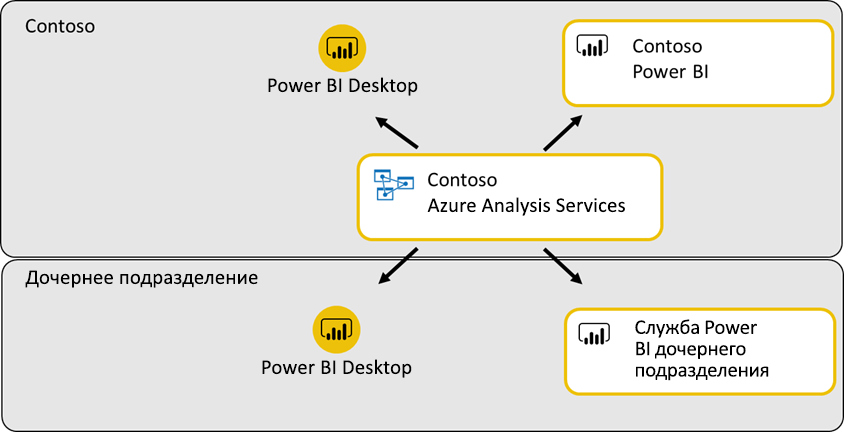 Contoso
Power BI Desktop
Contoso
Power BI
Contoso
Azure Analysis Services
Дочернее подразделение
Power BI Desktop
Служба Power
BI дочернего
подразделения